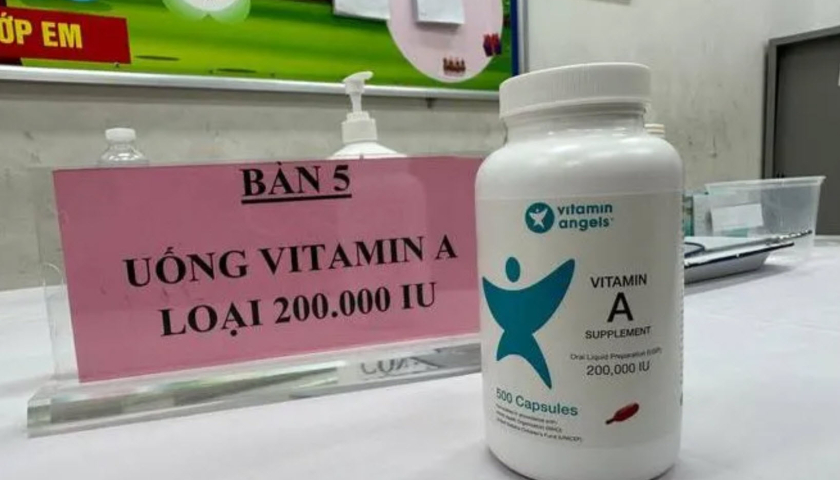 ỚP EM
BÀN 5
UỐNG VITAMIN A
LOẠI 200.000 IU
vitamin
angels
VITAMIN
A
SUPPLEMENT
Oral Liquid Preparation (USP)
200,000 IU
500 Capsules